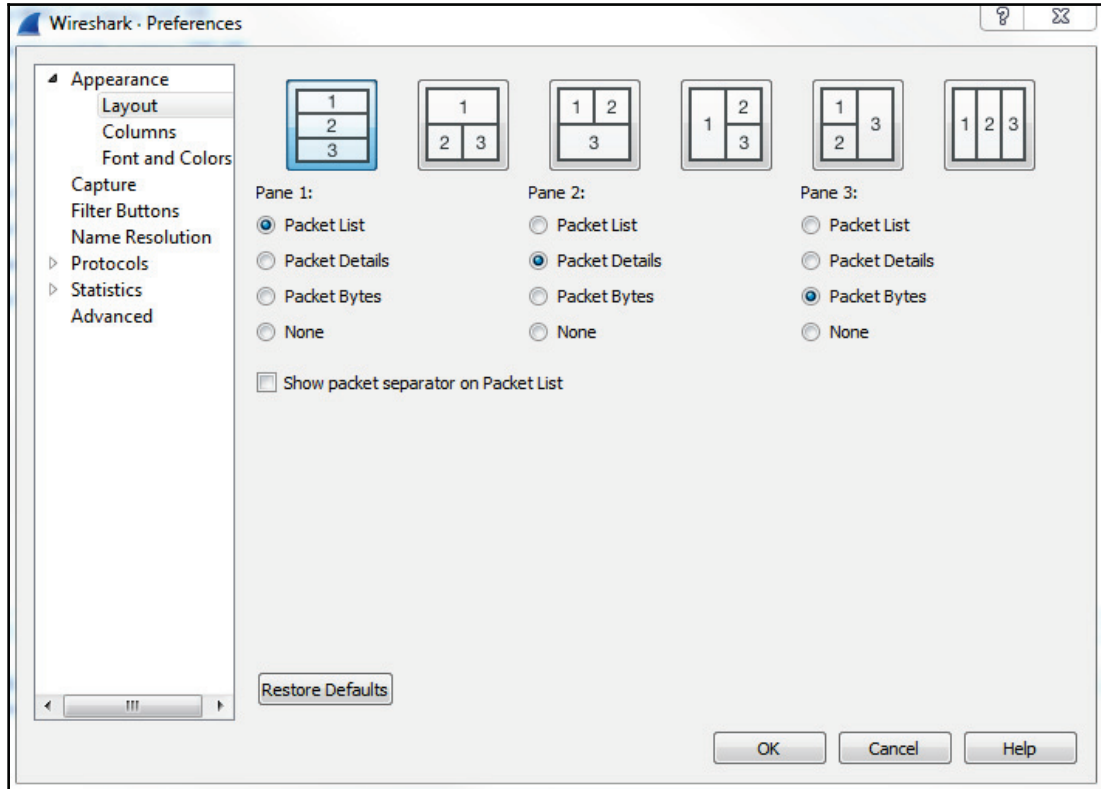 Wireshark · Preferences
Appearance
Layout
Columns
Font and Colors
Capture
Filter Buttons
Name Resolution
Protocols
Statistics
Advanced
1
2
3
1
2 3
1 2
3
1 2
3
1
2 3
1 2 3
Pane 1:
Packet List
Packet Details
Packet Bytes
None
Pane 2:
Packet List
Packet Details
Packet Bytes
None
Pane 3:
Packet List
Packet Details
Packet Bytes
None
Show packet separator on Packet List
Restore Defaults
OK
Cancel
Help